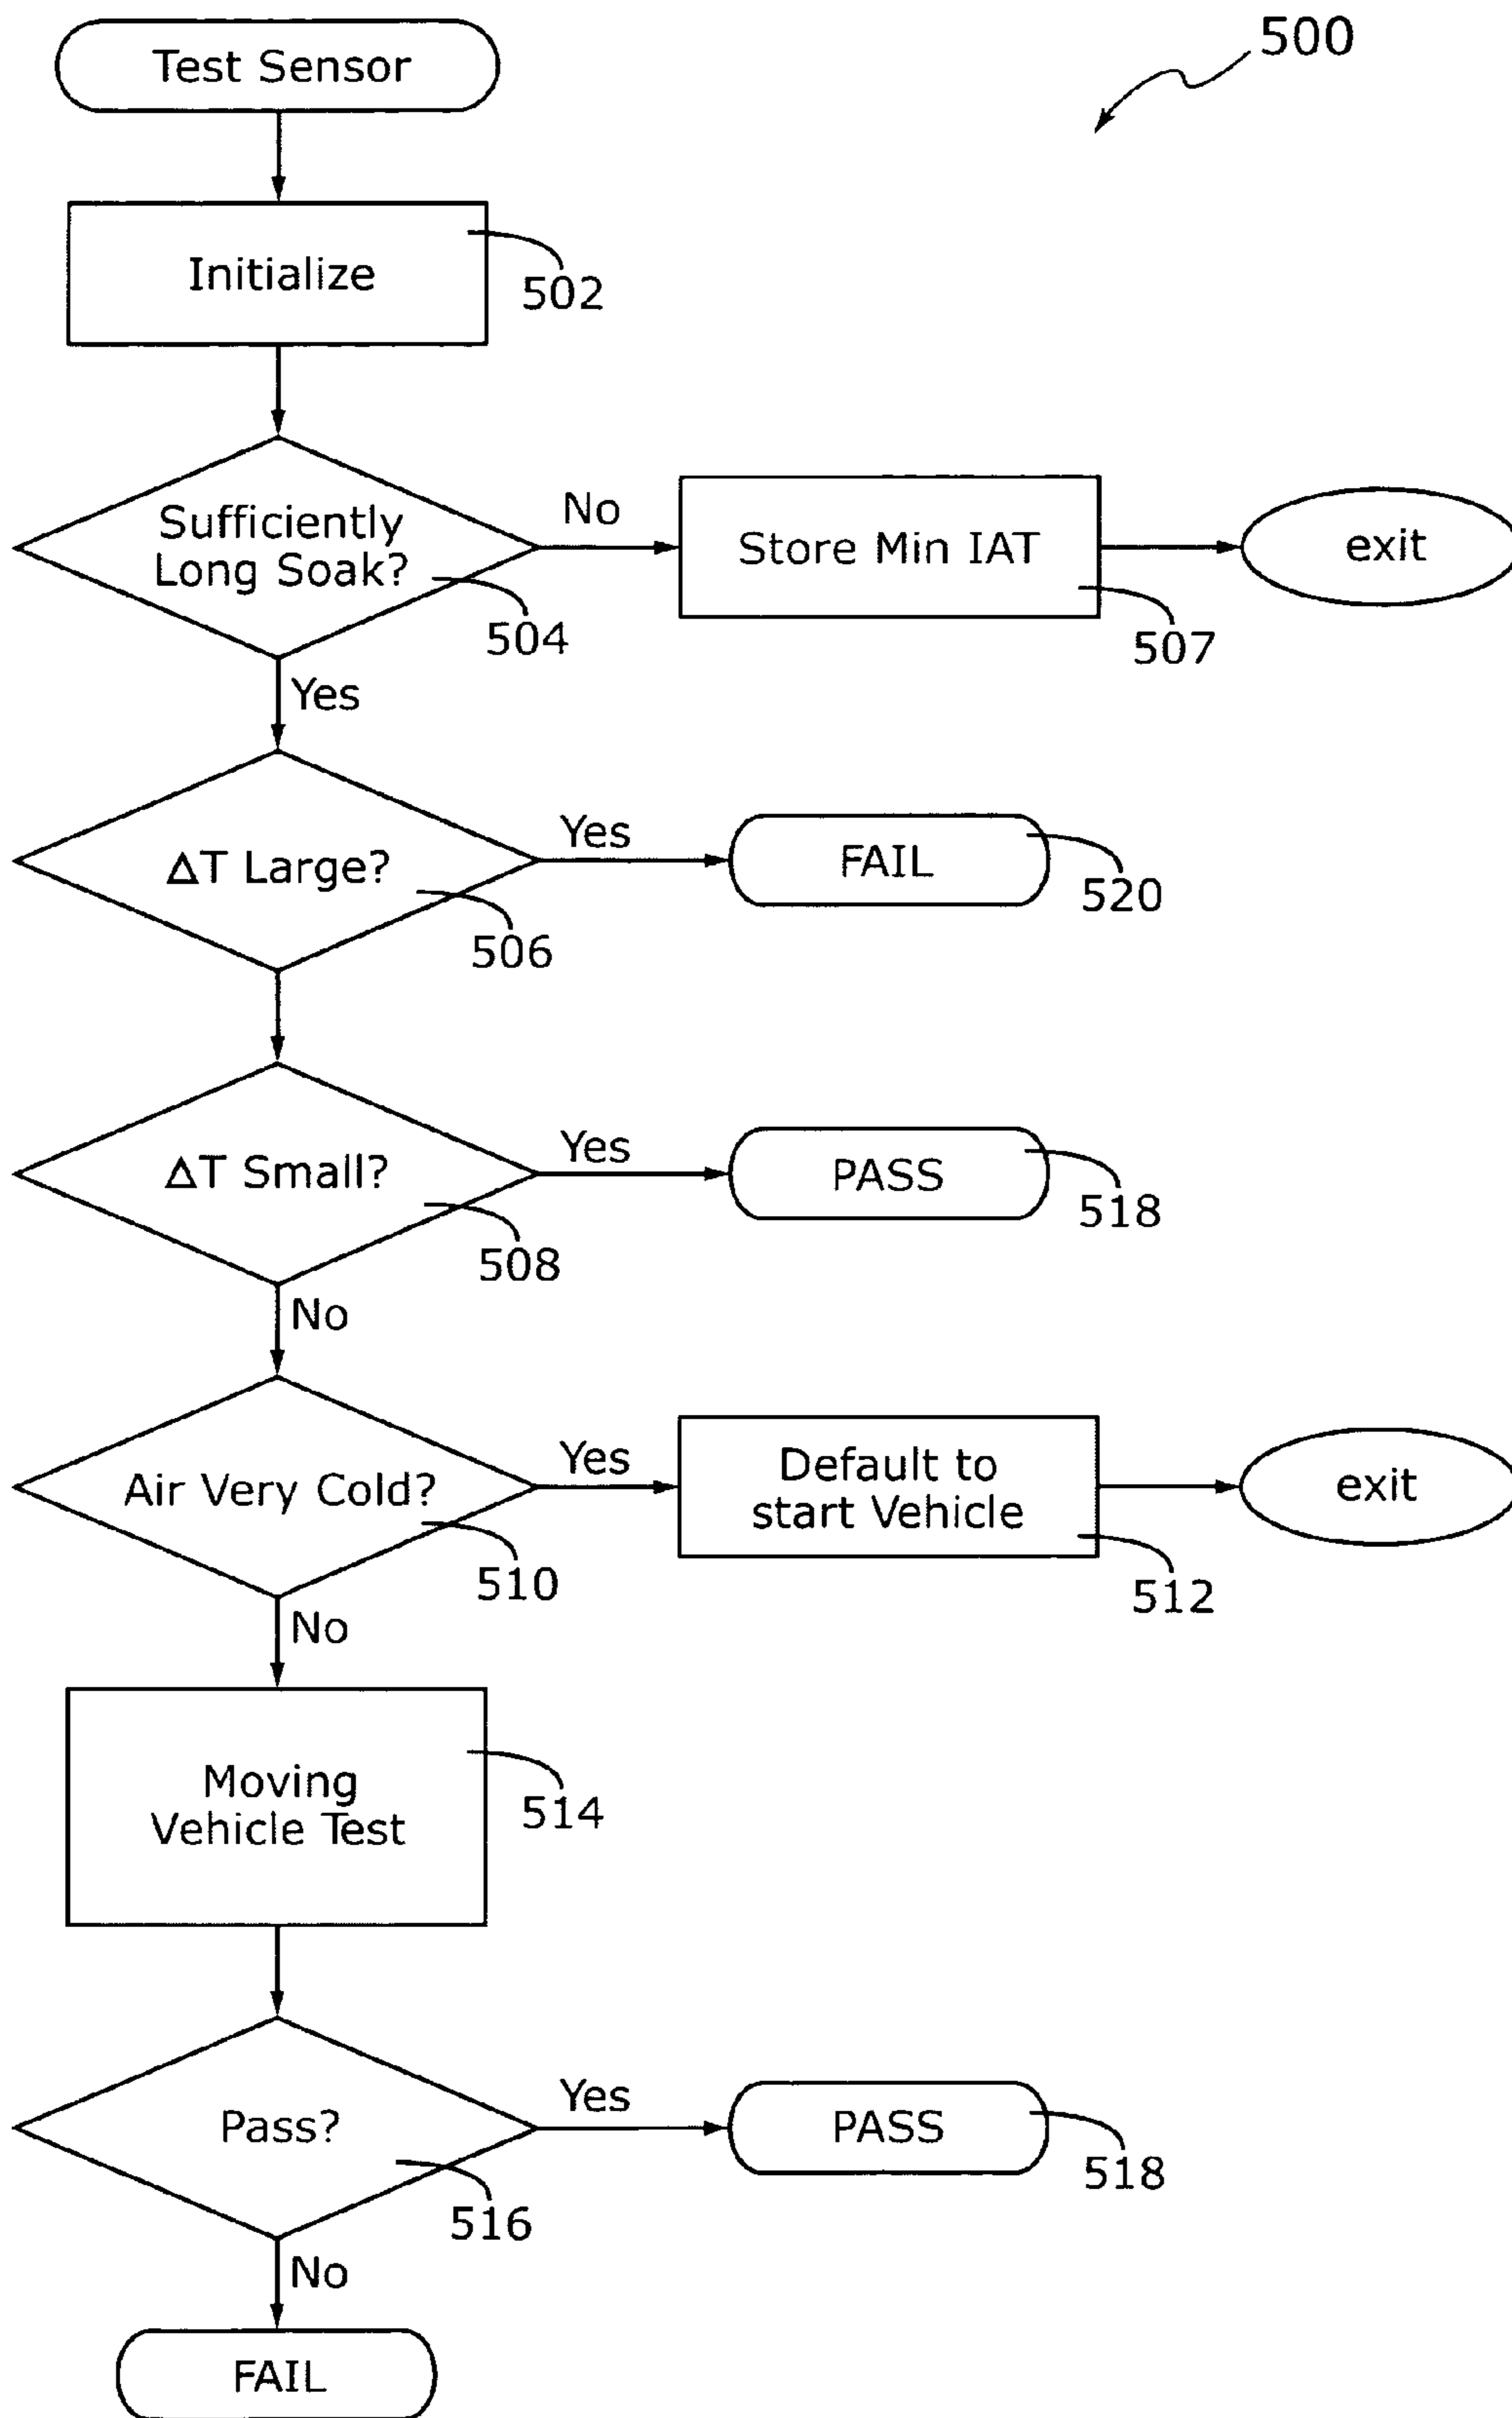 500
Test Sensor
Initialize
502
Sufficiently
Long Soak?
504
No
Store Min IAT
507
exit
Yes
ΔT Large?
506
Yes
FAIL
520
ΔT Small?
508
Yes
PASS
518
No
Air Very Cold?
510
Yes
Default to
start Vehicle
512
exit
No
Moving
Vehicle Test
514
Pass?
516
Yes
PASS
518
No
FAIL